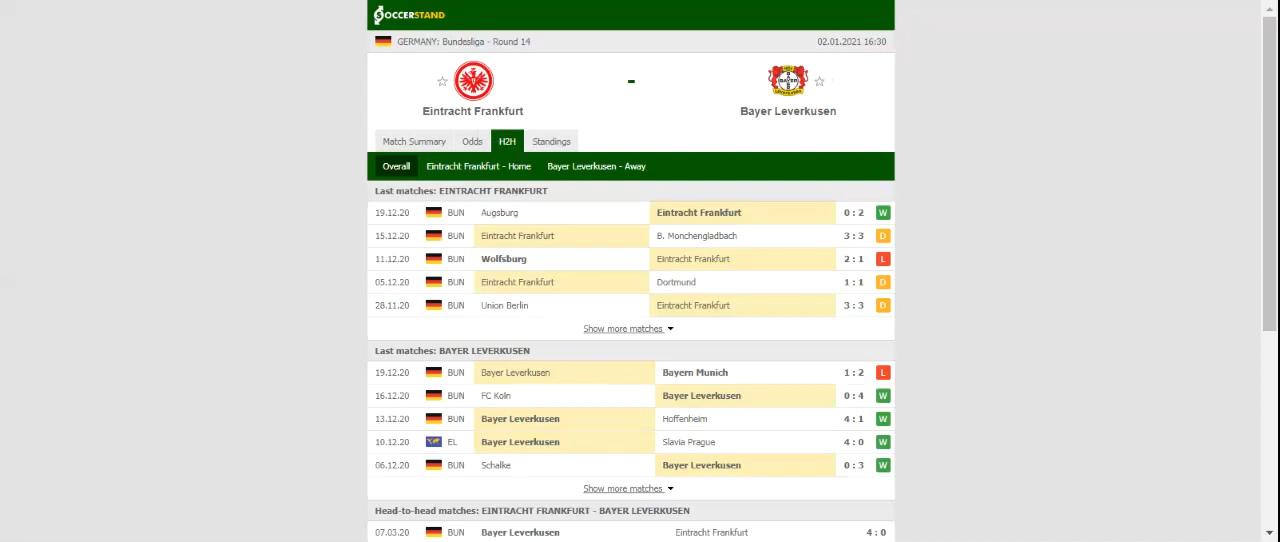 SOCCERSTAND
GERMANY: Bundesliga - Round 14 02.01.2021 16:30
-
Eintracht Frankfurt Bayer Leverkusen
Match Summary Odds H2H Standings
Overall Eintracht Frankfurt - Home Bayer Leverkusen - Away
Last matches: EINTRACHT FRANKFURT
19.12.20 BUN Augsburg Eintracht Frankfurt 0 : 2 W
15.12.20 BUN Eintracht Frankfurt B. Monchengladbach 3 : 3 D
11.12.20 BUN Wolfsburg Eintracht Frankfurt 2 : 1 L
05.12.20 BUN Eintracht Frankfurt Dortmund 1 : 1 D
28.11.20 BUN Union Berlin Eintracht Frankfurt 3 : 3 D
Show more matches
Last matches: BAYER LEVERKUSEN
19.12.20 BUN Bayer Leverkusen Bayern Munich 1 : 2 L
16.12.20 BUN FC Koln Bayer Leverkusen 0 : 4 W
13.12.20 BUN Bayer Leverkusen Hoffenheim 4 : 1 W
10.12.20 EL Bayer Leverkusen Slavia Prague 4 : 0 W
06.12.20 BUN Schalke Bayer Leverkusen 0 : 3 W
Show more matches
Head-to-head matches: EINTRACHT FRANKFURT - BAYER LEVERKUSEN
07.03.20 BUN Bayer Leverkusen Eintracht Frankfurt 4 : 0